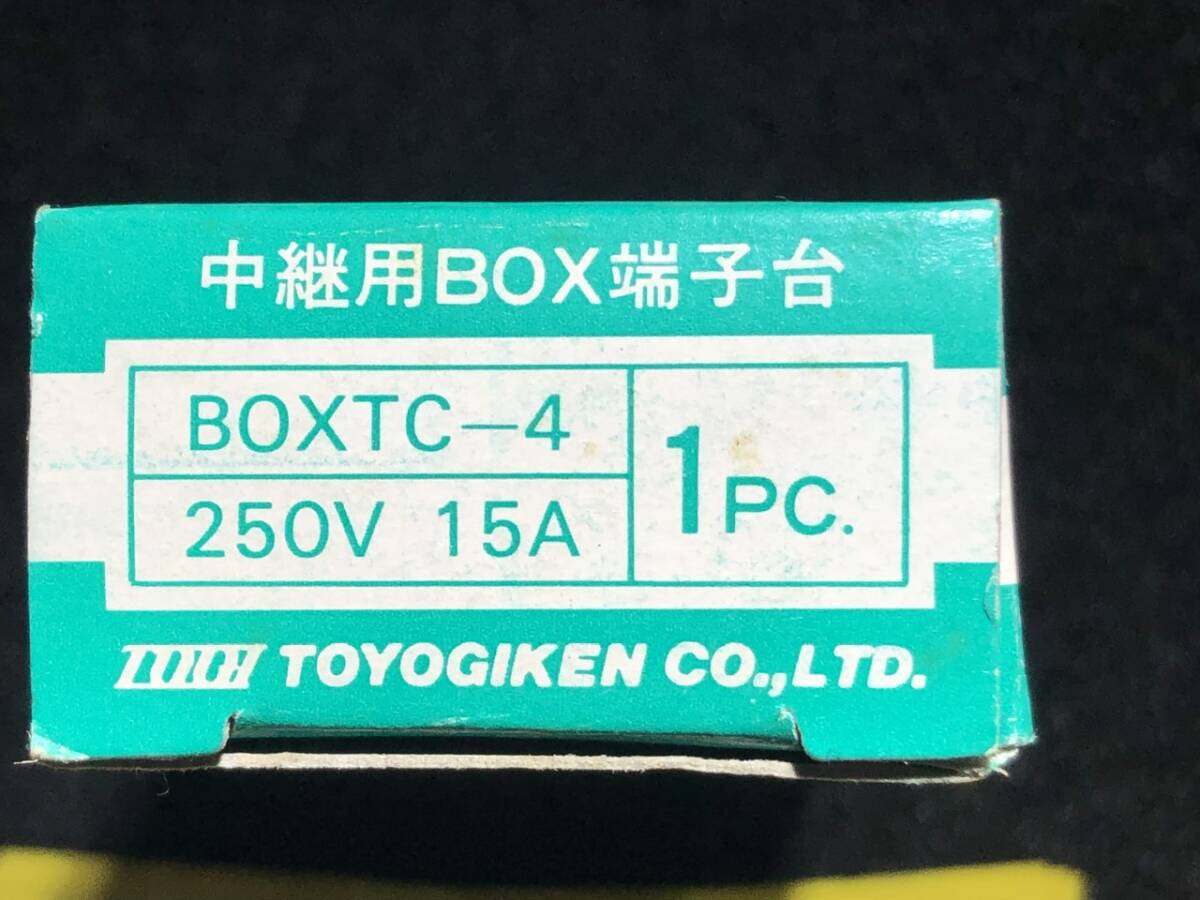 中継用BOX端子台
BOXTC-4
250V 15A
1PC.
TOYOGIKEN CO.,LTD.